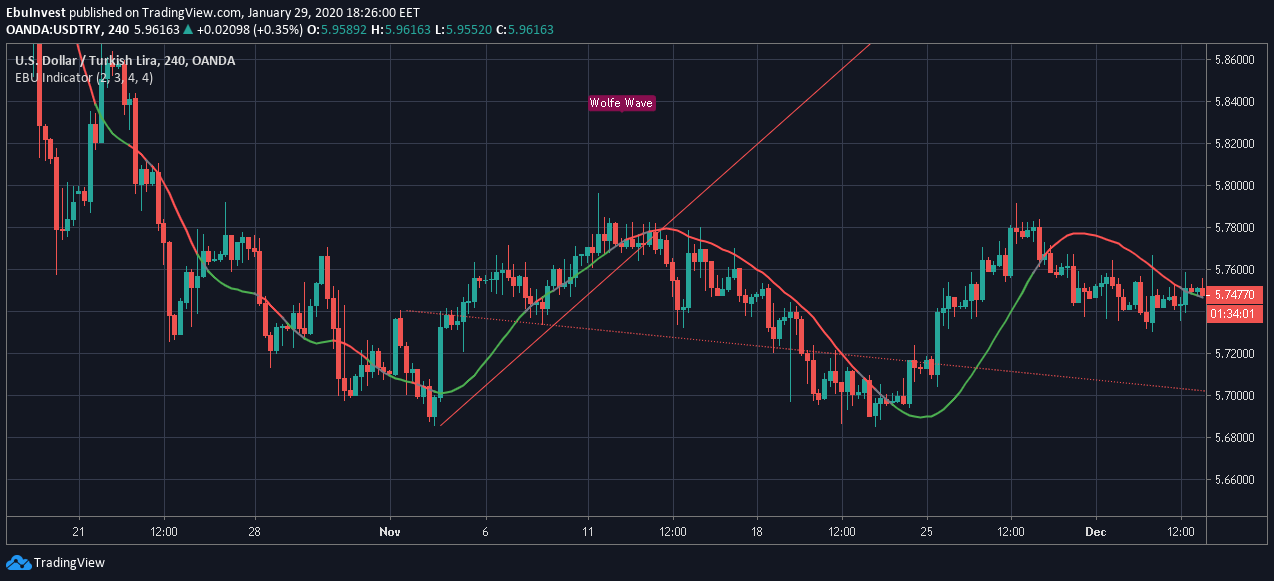 EbuInvest published on TradingView.com, January 29, 2020 18:26:00 EET
OANDA:USDTRY, 240 5.96163 ▲ +0.02098 (+0.35%) O:5.95892 H:5.96163 L:5.95520 C:5.96163
U.S. Dollar / Turkish Lira, 240, OANDA
EBU Indicator (2, 3, 4, 4)
Wolfe Wave
5.86000
5.84000
5.82000
5.80000
5.78000
5.76000
5.74770
01:34:01
5.72000
5.70000
5.68000
5.66000
21 12:00 28 Nov 6 11 12:00 18 12:00 25 12:00 Dec 12:00
TradingView